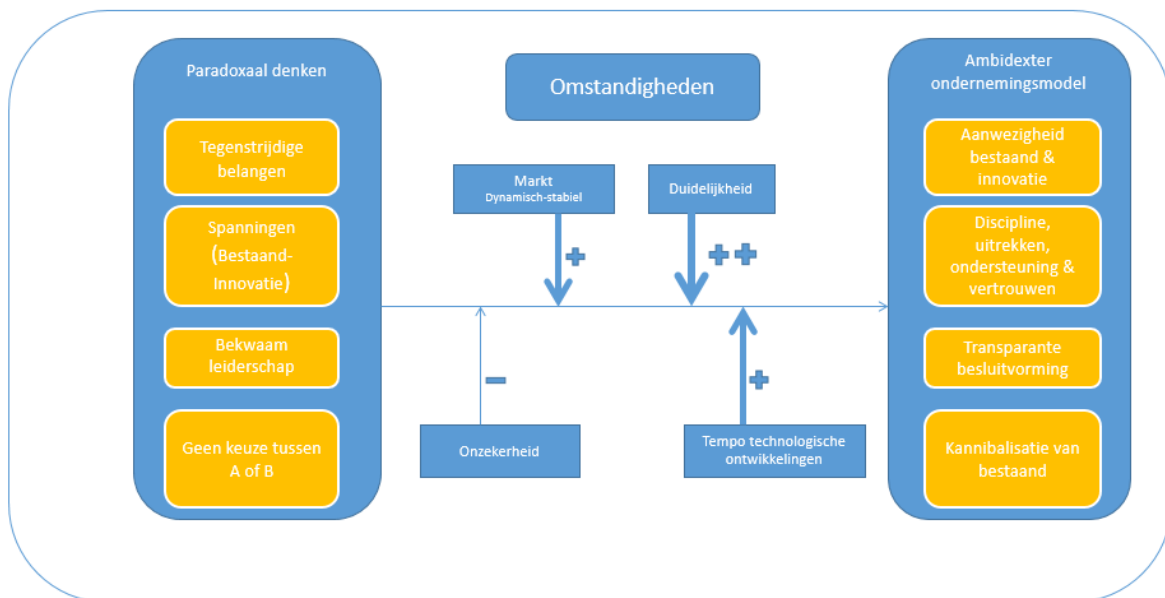 Paradoxaal denken
Tegenstrijdige
belangen
Spanningen
(Bestaand-
Innovatie)
Bekwaam
leiderschap
Geen keuze tussen
A of B
Omstandigheden
Markt
Dynamisch-stabiel
Duidelijkheid
Onzekerheid
Tempo technologische
ontwikkelingen
Ambidexter
ondernemingsmodel
Aanwezigheid
bestaand &
innovatie
Discipline,
uitrekken,
ondersteuning &
vertrouwen
Transparante
besluitvorming
Kannibalisatie van
bestaand